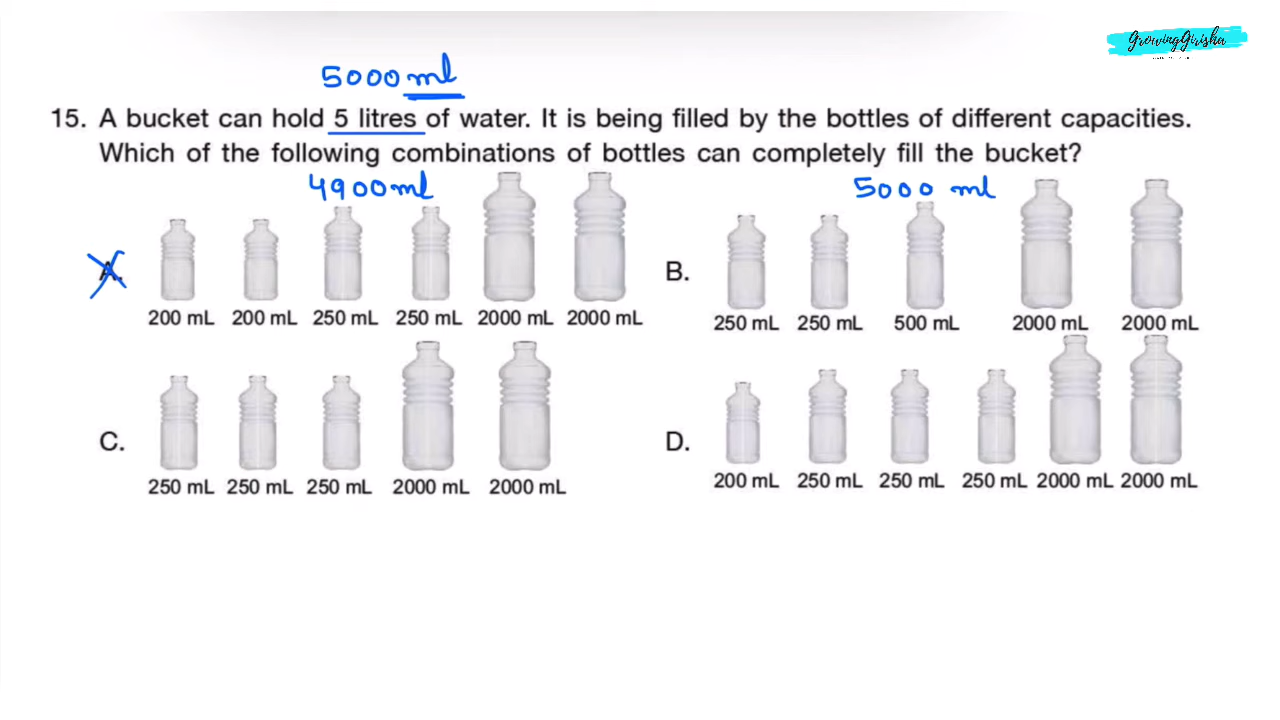 GrowingGirisha
5000 ml
15. A bucket can hold 5 litres of water. It is being filled by the bottles of different capacities.
Which of the following combinations of bottles can completely fill the bucket?
4900 ml
5000 ml
A.
200 mL 200 mL 250 mL 250 mL 2000 mL 2000 mL
B.
250 mL 250 mL 500 mL 2000 mL 2000 mL
C.
250 mL 250 mL 250 mL 2000 mL 2000 mL
D.
200 mL 250 mL 250 mL 250 mL 2000 mL 2000 mL